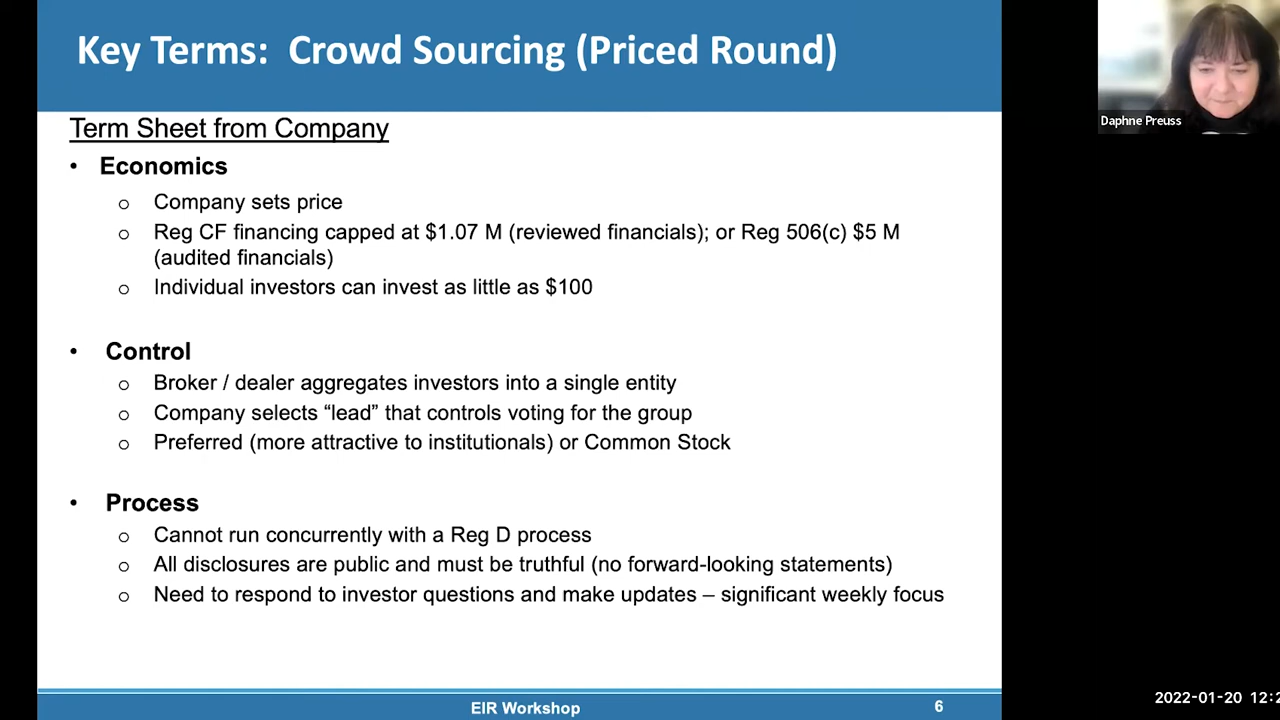 Key Terms:  Crowd Sourcing (Priced Round)
Daphne Preuss
Term Sheet from Company
• Economics
o Company sets price
o Reg CF financing capped at $1.07 M (reviewed financials); or Reg 506(c) $5 M
(audited financials)
o Individual investors can invest as little as $100
• Control
o Broker / dealer aggregates investors into a single entity
o Company selects “lead” that controls voting for the group
o Preferred (more attractive to institutionals) or Common Stock
• Process
o Cannot run concurrently with a Reg D process
o All disclosures are public and must be truthful (no forward-looking statements)
o Need to respond to investor questions and make updates – significant weekly focus
EIR Workshop
6
2022-01-20